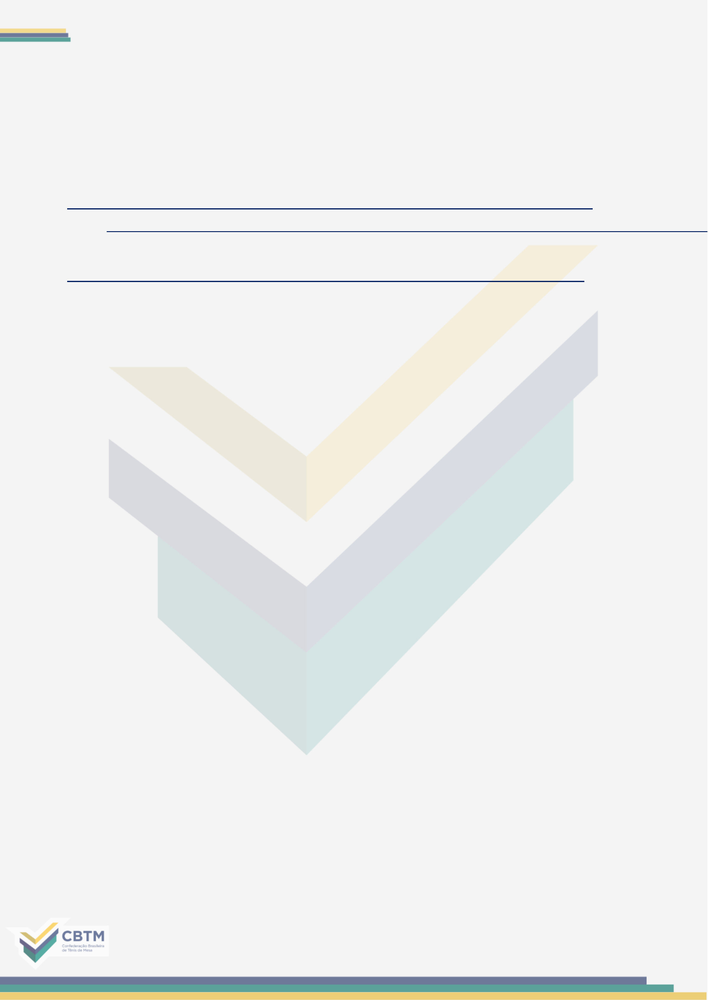 CBTM
Confederação Brasileira
de Tênis de Mesa